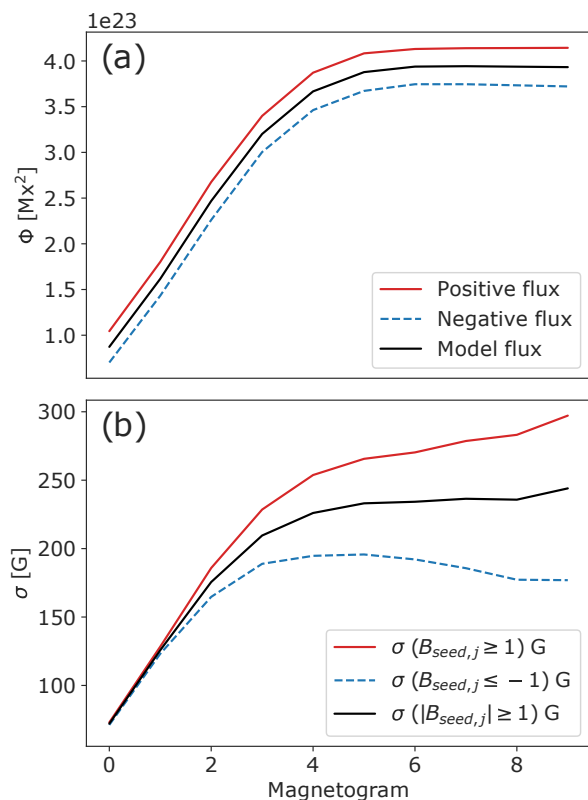 1e23
(a)
4.0
3.5
3.0
2.5
2.0
1.5
1.0
Φ [Mx²]
Positive flux
Negative flux
Model flux
(b)
300
250
200
150
100
σ [G]
σ (B_{seed,j} ≥ 1) G
σ (B_{seed,j} ≤ − 1) G
σ (|B_{seed,j}| ≥ 1) G
0 2 4 6 8
Magnetogram